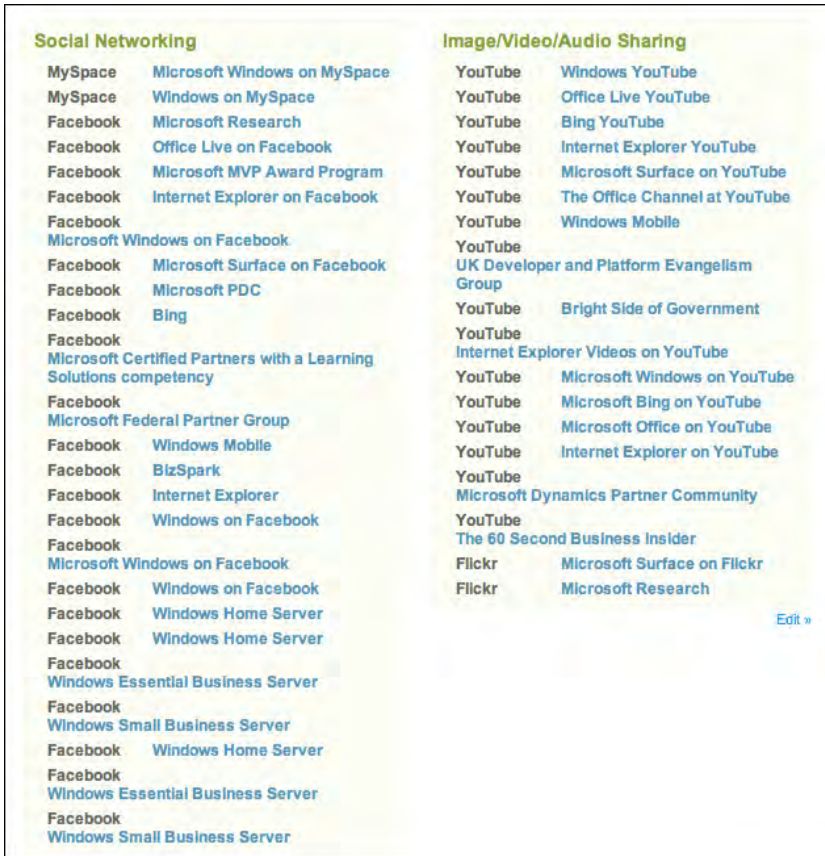 Social Networking
MySpace Microsoft Windows on MySpace
MySpace Windows on MySpace
Facebook Microsoft Research
Facebook Office Live on Facebook
Facebook Microsoft MVP Award Program
Facebook Internet Explorer on Facebook
Facebook
Microsoft Windows on Facebook
Facebook Microsoft Surface on Facebook
Facebook Microsoft PDC
Facebook Bing
Facebook
Microsoft Certified Partners with a Learning
Solutions competency
Facebook
Microsoft Federal Partner Group
Facebook Windows Mobile
Facebook BizSpark
Facebook Internet Explorer
Facebook Windows on Facebook
Facebook
Microsoft Windows on Facebook
Facebook Windows on Facebook
Facebook Windows Home Server
Facebook Windows Home Server
Facebook
Windows Essential Business Server
Facebook
Windows Small Business Server
Facebook Windows Home Server
Facebook
Windows Essential Business Server
Facebook
Windows Small Business Server
Image/Video/Audio Sharing
YouTube Windows YouTube
YouTube Office Live YouTube
YouTube Bing YouTube
YouTube Internet Explorer YouTube
YouTube Microsoft Surface on YouTube
YouTube The Office Channel at YouTube
YouTube Windows Mobile
YouTube
UK Developer and Platform Evangelism
Group
YouTube Bright Side of Government
YouTube
Internet Explorer Videos on YouTube
YouTube Microsoft Windows on YouTube
YouTube Microsoft Bing on YouTube
YouTube Microsoft Office on YouTube
YouTube Internet Explorer on YouTube
YouTube
Microsoft Dynamics Partner Community
YouTube
The 60 Second Business Insider
Flickr Microsoft Surface on Flickr
Flickr Microsoft Research
Edit »